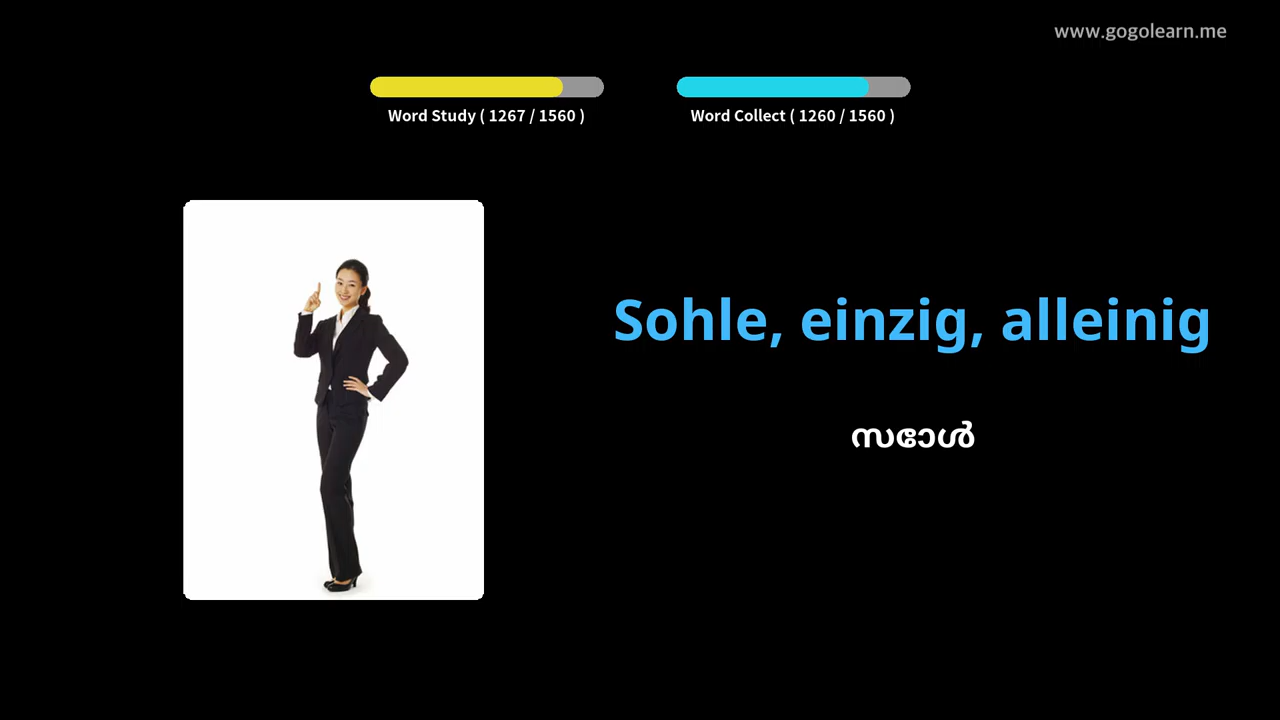 www.gogolearn.me
Word Study ( 1267 / 1560 )
Word Collect ( 1260 / 1560 )
Sohle, einzig, alleinig
സോൾ